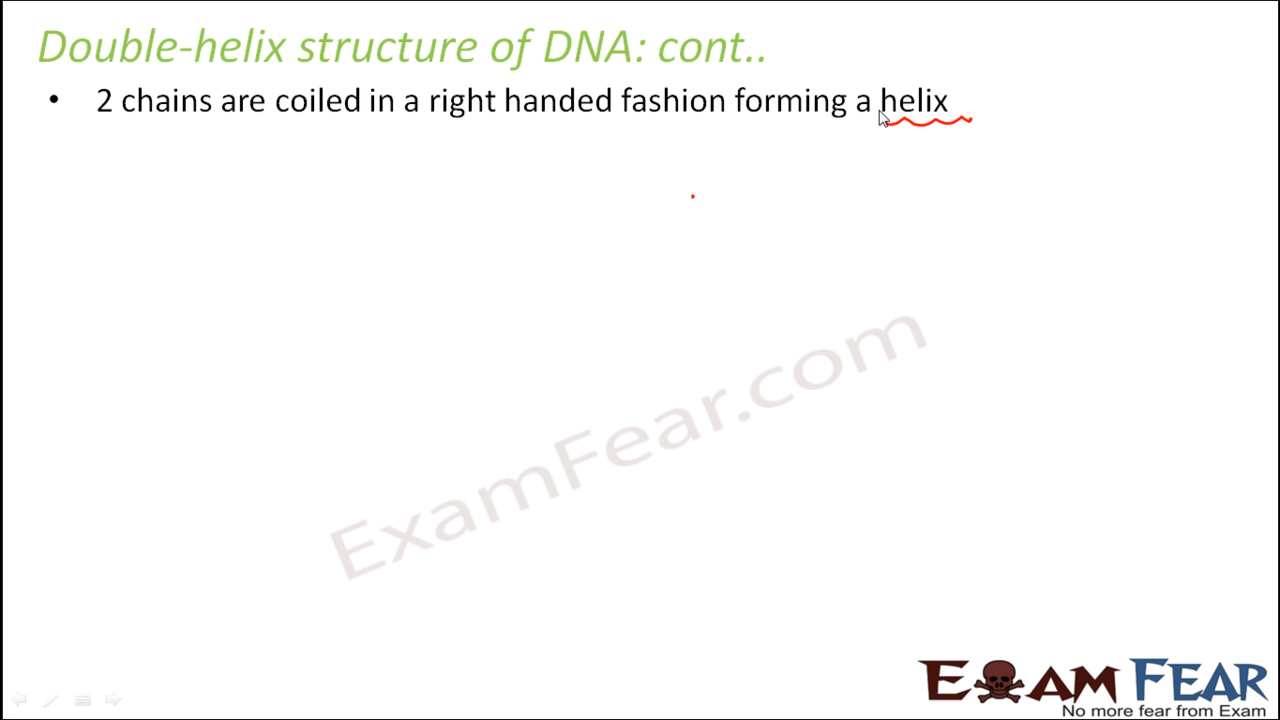 Double-helix structure of DNA: cont..
• 2 chains are coiled in a right handed fashion forming a helix
ExamFear.com
EXAM FEAR
No more fear from Exam